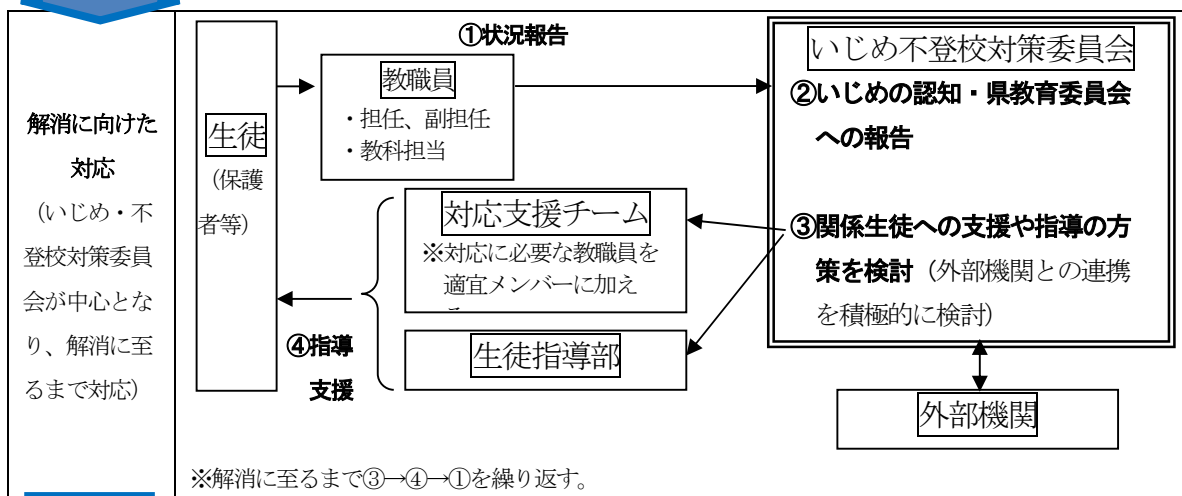 解消に向けた
対応
（いじめ・不
登校対策委員
会が中心とな
り、解消に至
るまで対応）
生徒
（保護
者等）
①状況報告
教職員
・担任、副担任
・教科担当
いじめ不登校対策委員会
②いじめの認知・県教育委員会
への報告
③関係生徒への支援や指導の方
策を検討（外部機関との連携
を積極的に検討）
対応支援チーム
※対応に必要な教職員を
適宜メンバーに加え
生徒指導部
④指導
支援
外部機関
※解消に至るまで③→④→①を繰り返す。